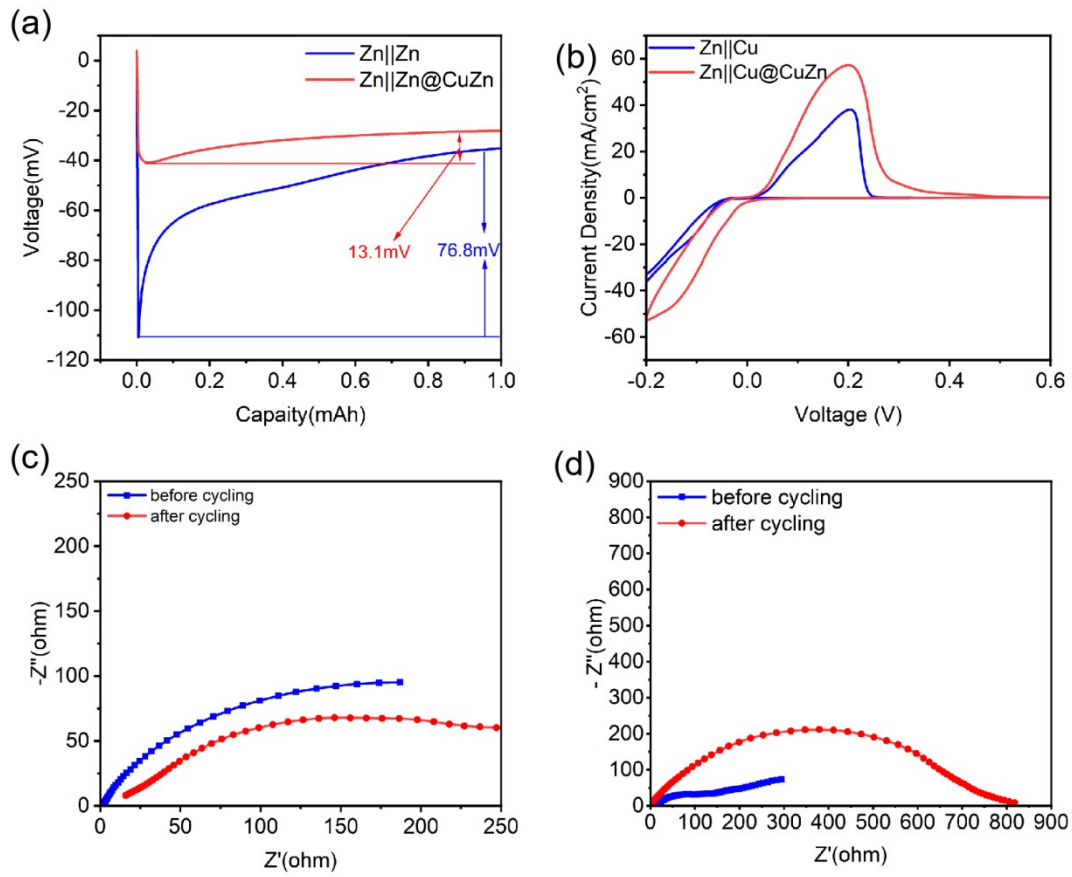 (a)
Zn||Zn
Zn||Zn@CuZn
0
-20
-40
-60
-80
-100
-120
Voltage(mV)
13.1mV
76.8mV
0.0 0.2 0.4 0.6 0.8 1.0
Capaity(mAh)
(b)
Zn||Cu
Zn||Cu@CuZn
60
40
20
0
-20
-40
-60
Current Density(mA/cm²)
-0.2 0.0 0.2 0.4 0.6
Voltage (V)
(c)
before cycling
after cycling
250
200
150
100
50
0
-Z"(ohm)
0 50 100 150 200 250
Z'(ohm)
(d)
before cycling
after cycling
900
800
700
600
500
400
300
200
100
0
- Z"(ohm)
0 100 200 300 400 500 600 700 800 900
Z'(ohm)